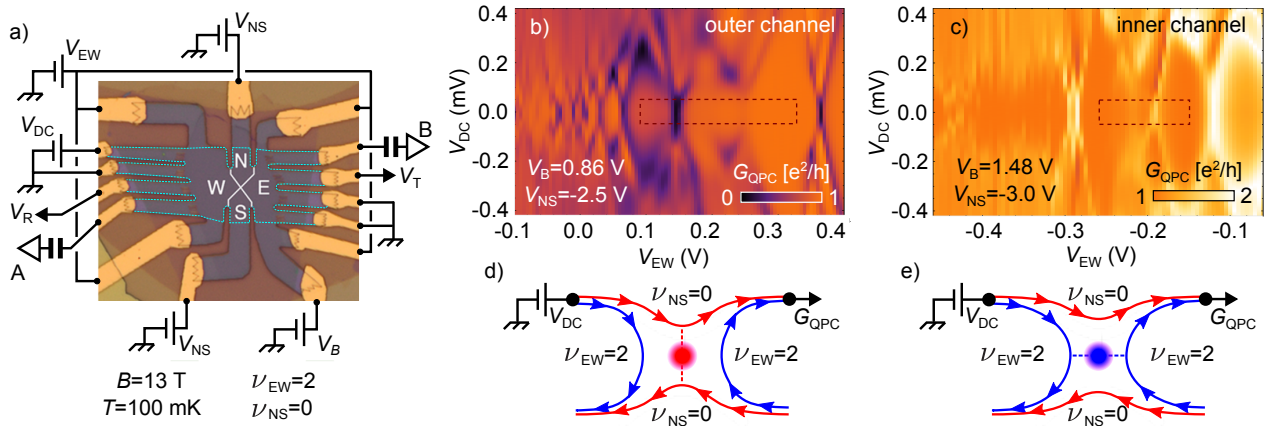 a)
V_NS
V_EW
V_DC
B
V_T
N
W E
S
V_R
A
V_NS
V_B
B=13 T
ν_EW=2
T=100 mK
ν_NS=0
b)
outer channel
0.4
0.2
0.0
-0.2
-0.4
V_DC (mV)
V_B=0.86 V
V_NS=-2.5 V
G_QPC [e²/h]
0 1
-0.1 0.0 0.1 0.2 0.3 0.4
V_EW (V)
c)
inner channel
0.4
0.2
0.0
-0.2
-0.4
V_DC (mV)
V_B=1.48 V
V_NS=-3.0 V
G_QPC [e²/h]
1 2
-0.4 -0.3 -0.2 -0.1
V_EW (V)
d)
ν_NS=0
V_DC
G_QPC
ν_EW=2
ν_EW=2
ν_NS=0
e)
ν_NS=0
V_DC
G_QPC
ν_EW=2
ν_EW=2
ν_NS=0